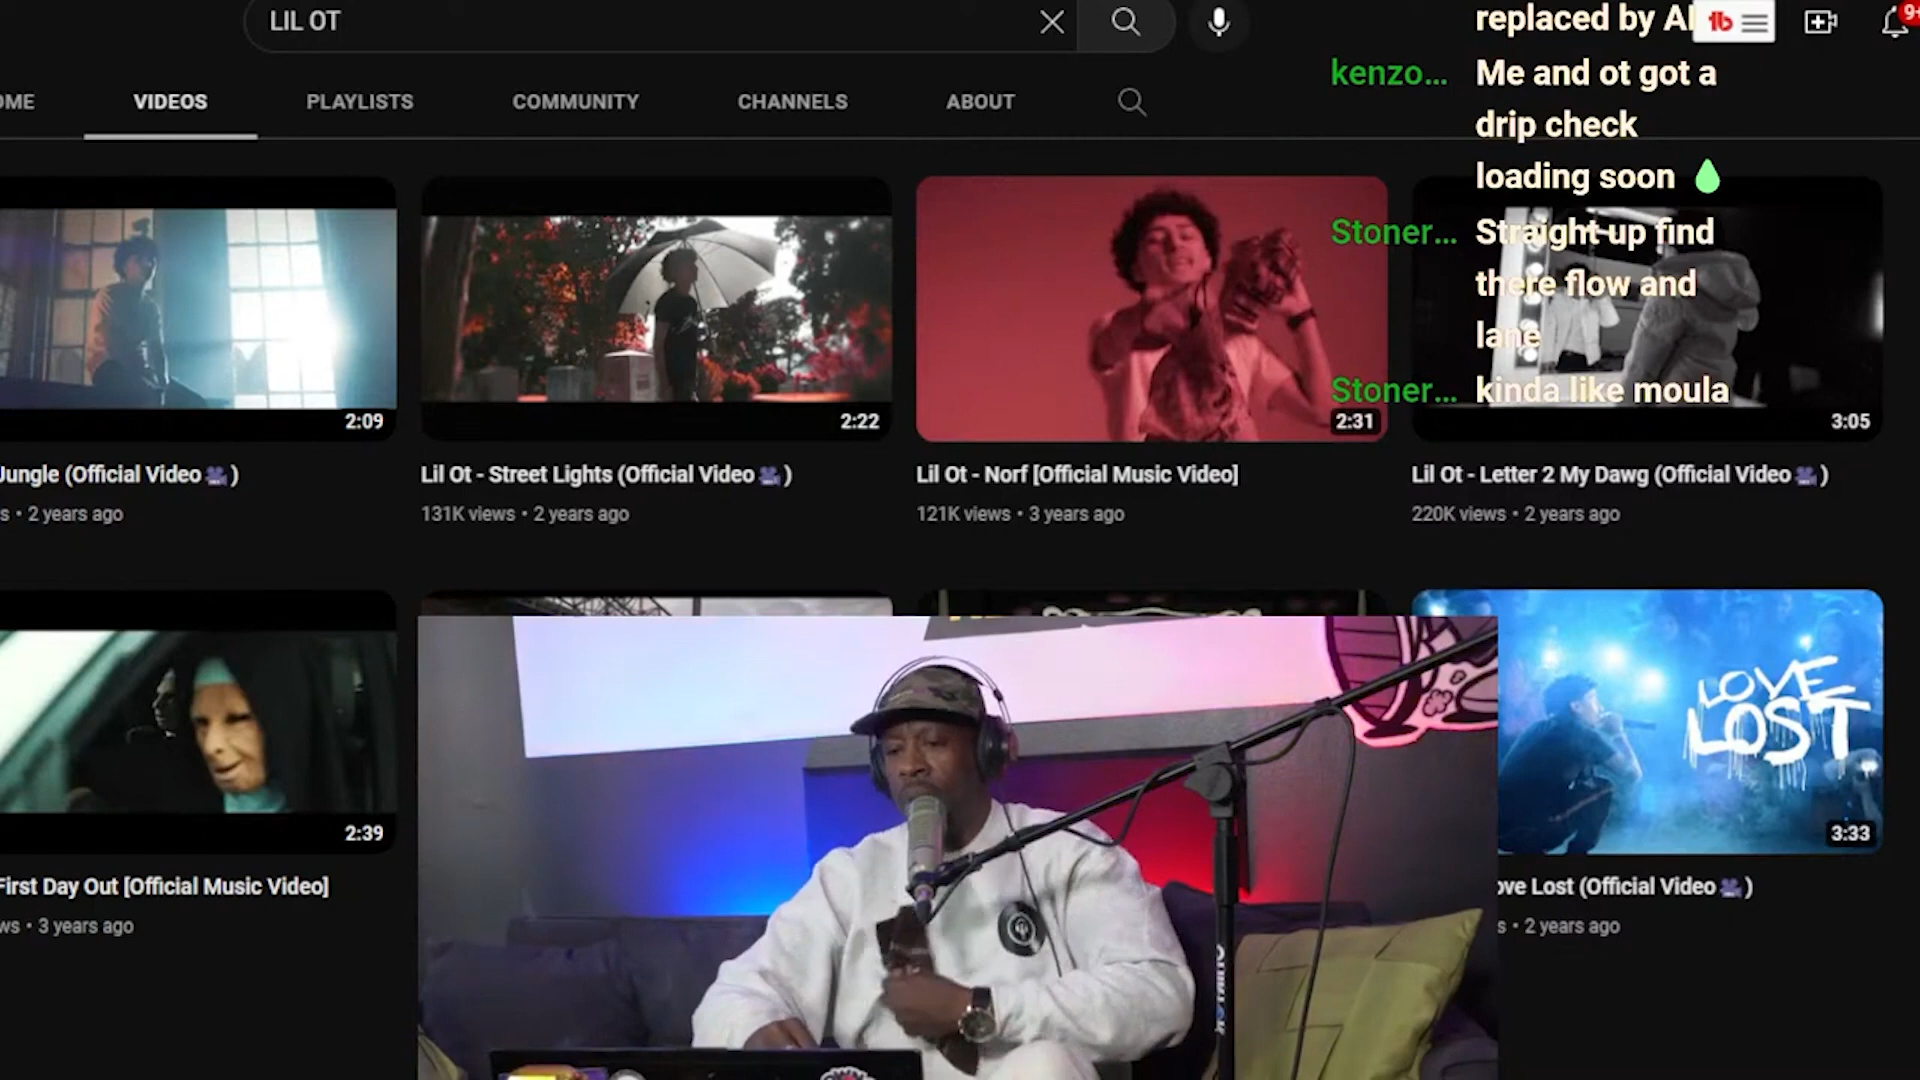 LIL OT
9+
replaced by AI
kenzo... Me and ot got a
drip check
loading soon
Stoner... Straight up find
there flow and
lane
Stoner... kinda like moula
OME VIDEOS PLAYLISTS COMMUNITY CHANNELS ABOUT
2:09
2:22
2:31
3:05
Jungle (Official Video🎥)
s • 2 years ago
Lil Ot - Street Lights (Official Video🎥)
131K views • 2 years ago
Lil Ot - Norf [Official Music Video]
121K views • 3 years ago
Lil Ot - Letter 2 My Dawg (Official Video🎥)
220K views • 2 years ago
2:39
LOVE
LOST
3:33
First Day Out [Official Music Video]
ws • 3 years ago
ove Lost (Official Video🎥)
s • 2 years ago